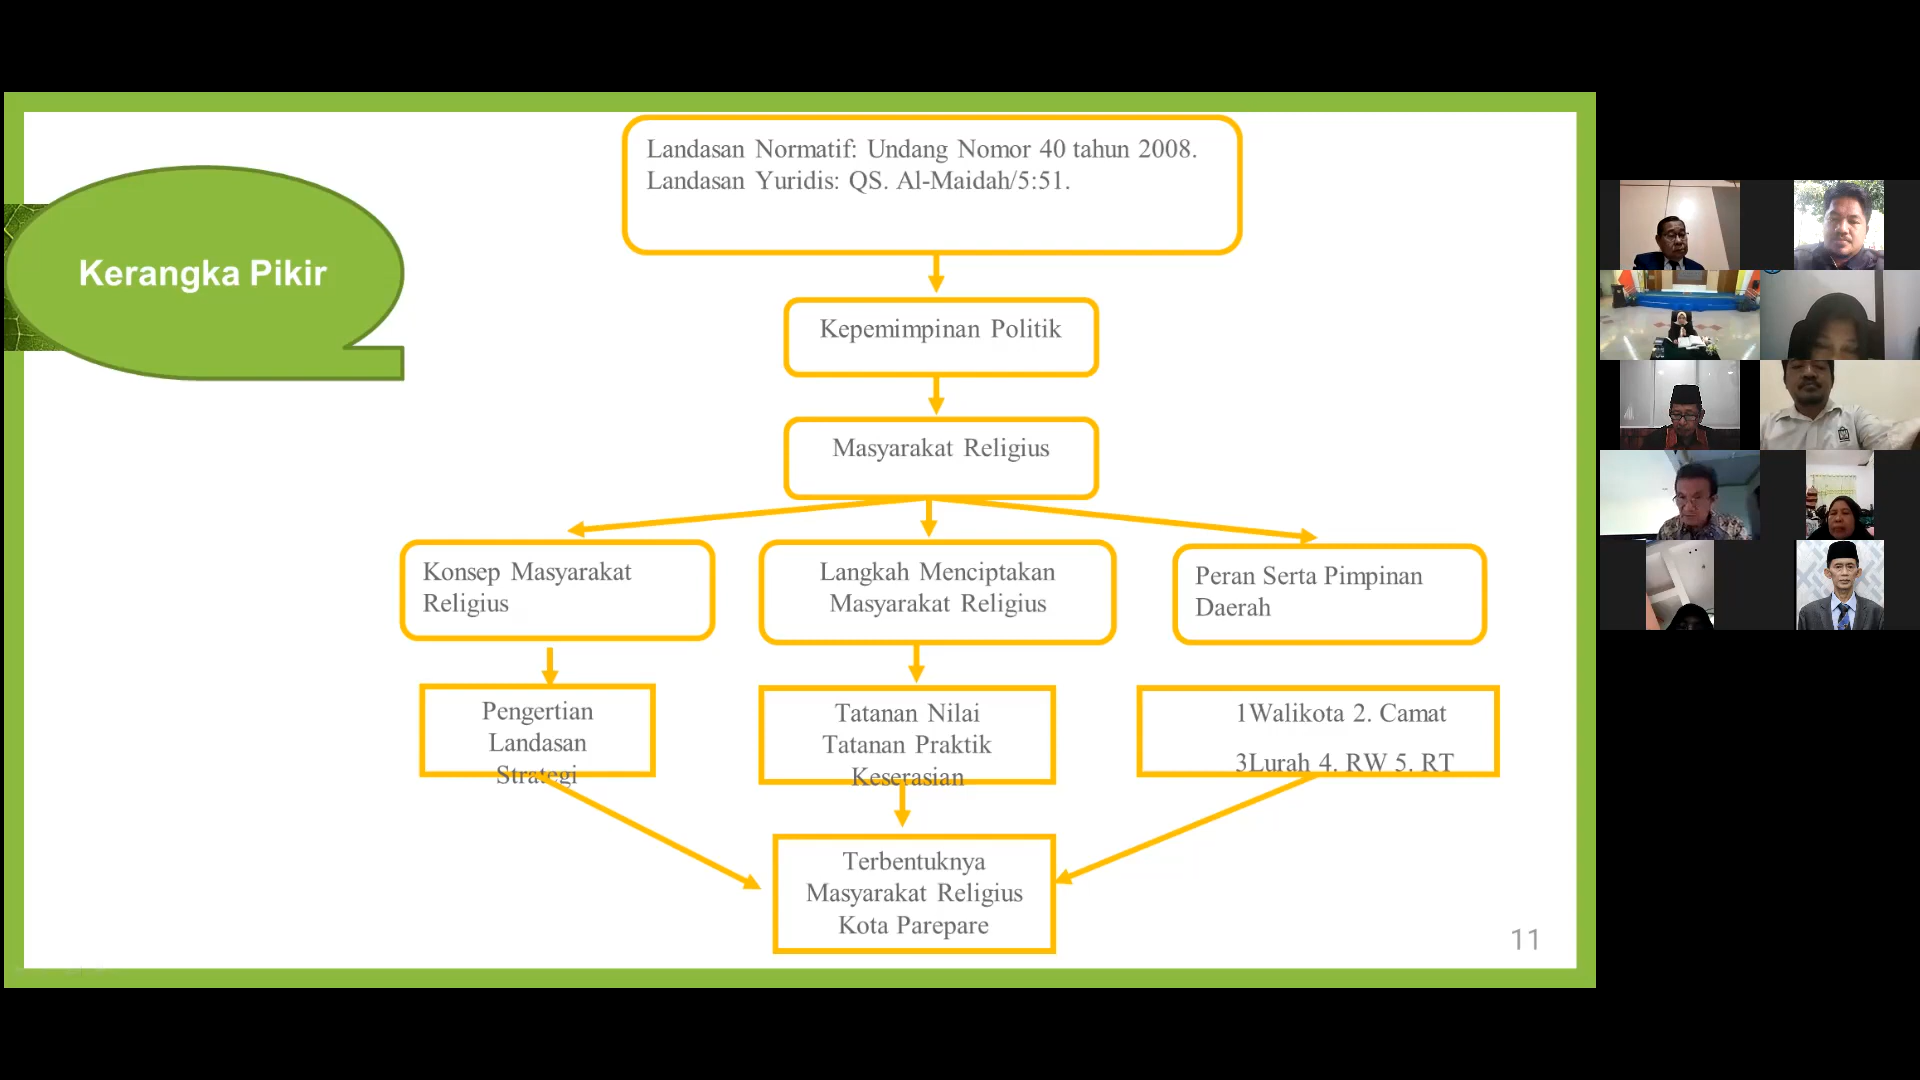 Kerangka Pikir
Landasan Normatif: Undang Nomor 40 tahun 2008.
Landasan Yuridis: QS. Al-Maidah/5:51.
Kepemimpinan Politik
Masyarakat Religius
Konsep Masyarakat
Religius
Langkah Menciptakan
Masyarakat Religius
Peran Serta Pimpinan
Daerah
Pengertian
Landasan
Strategi
Tatanan Nilai
Tatanan Praktik
Keserasian
1Walikota 2. Camat
3Lurah 4. RW 5. RT
Terbentuknya
Masyarakat Religius
Kota Parepare
11